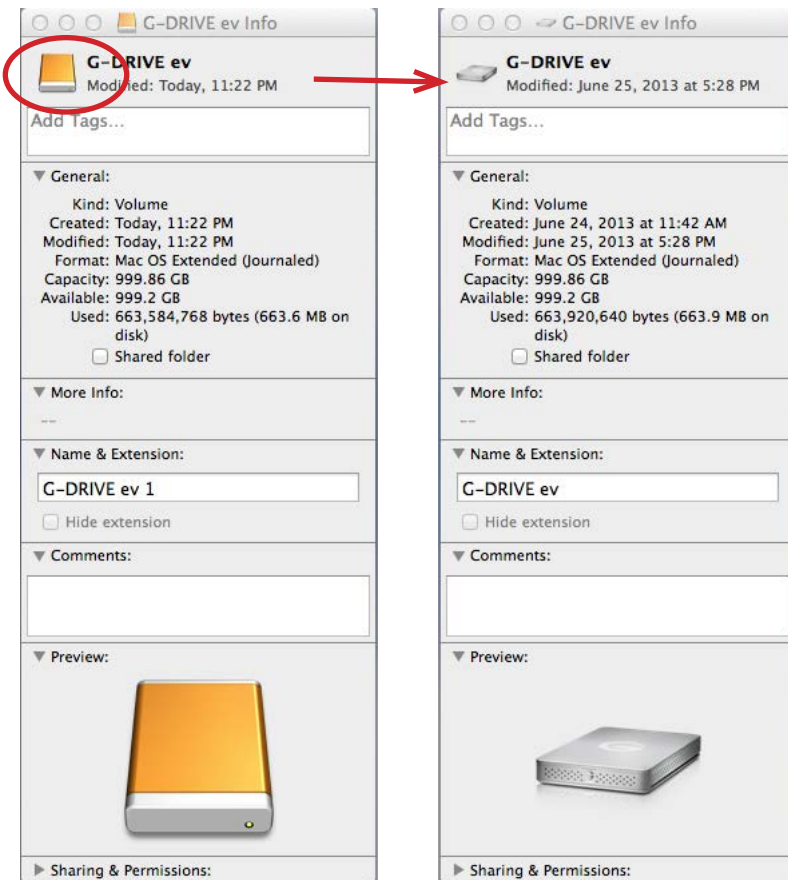 G-DRIVE ev Info
G-DRIVE ev
Modified: Today, 11:22 PM
Add Tags...
General:
Kind: Volume
Created: Today, 11:22 PM
Modified: Today, 11:22 PM
Format: Mac OS Extended (Journaled)
Capacity: 999.86 GB
Available: 999.2 GB
Used: 663,584,768 bytes (663.6 MB on
disk)
Shared folder
More Info:
--
Name & Extension:
G-DRIVE ev 1
Hide extension
Comments:
Preview:
Sharing & Permissions:
G-DRIVE ev Info
G-DRIVE ev
Modified: June 25, 2013 at 5:28 PM
Add Tags...
General:
Kind: Volume
Created: June 24, 2013 at 11:42 AM
Modified: June 25, 2013 at 5:28 PM
Format: Mac OS Extended (Journaled)
Capacity: 999.86 GB
Available: 999.2 GB
Used: 663,920,640 bytes (663.9 MB on
disk)
Shared folder
More Info:
--
Name & Extension:
G-DRIVE ev
Hide extension
Comments:
Preview:
Sharing & Permissions: